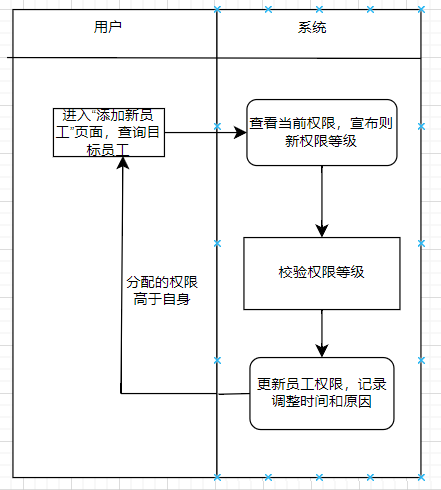 用户
系统
进入“添加新员
工”页面，查询目
标员工
查看当前权限，宣布则
新权限等级
校验权限等级
分配的权限
高于自身
更新员工权限，记录
调整时间和原因